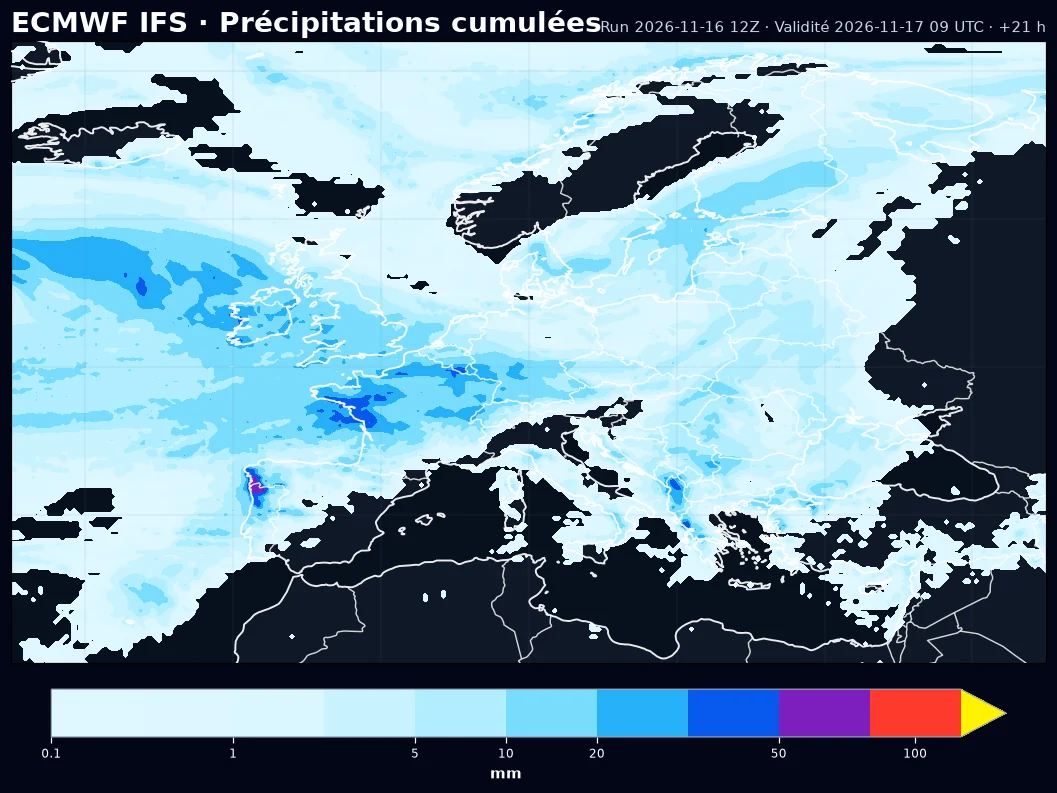 ECMWF IFS · Précipitations cumulées
Run 2026-11-16 12Z · Validité 2026-11-17 09 UTC · +21 h
0.1 1 5 10 20 50 100
mm